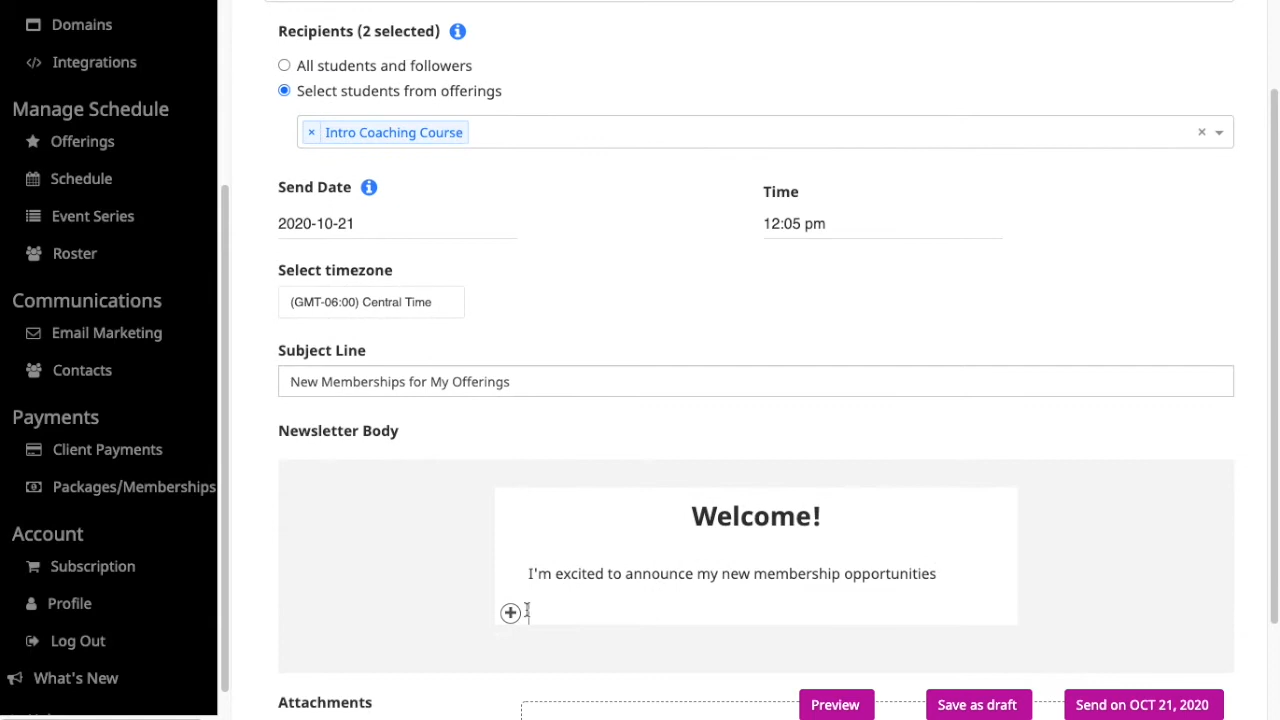 Domains
Integrations
Manage Schedule
Offerings
Schedule
Event Series
Roster
Communications
Email Marketing
Contacts
Payments
Client Payments
Packages/Memberships
Account
Subscription
Profile
Log Out
What's New
Recipients (2 selected)
All students and followers
Select students from offerings
× Intro Coaching Course
Send Date
Time
2020-10-21
12:05 pm
Select timezone
(GMT-06:00) Central Time
Subject Line
New Memberships for My Offerings
Newsletter Body
Welcome!
I'm excited to announce my new membership opportunities
Attachments
Preview
Save as draft
Send on OCT 21, 2020